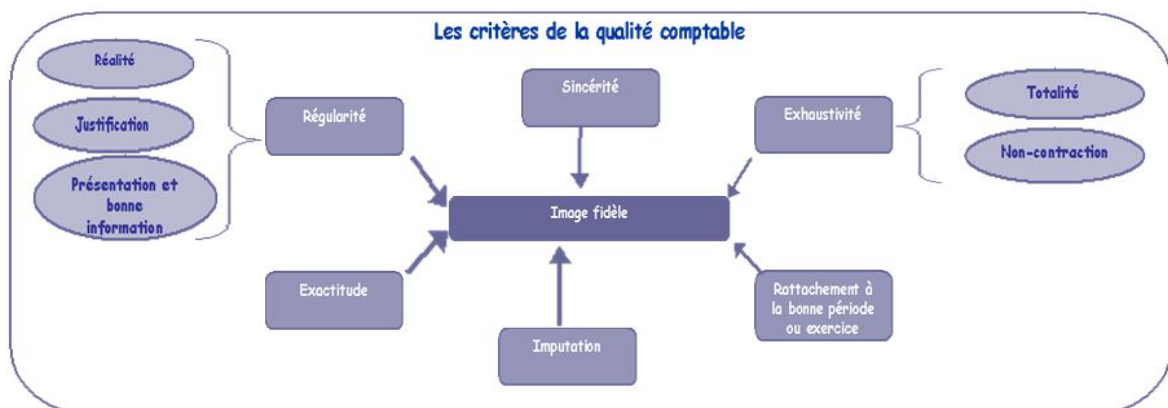 Les critères de la qualité comptable
Réalité
Justification
Présentation et
bonne
information
Régularité
Sincérité
Exhaustivité
Totalité
Non-contraction
Image fidèle
Exactitude
Imputation
Rattachement à
la bonne période
ou exercice